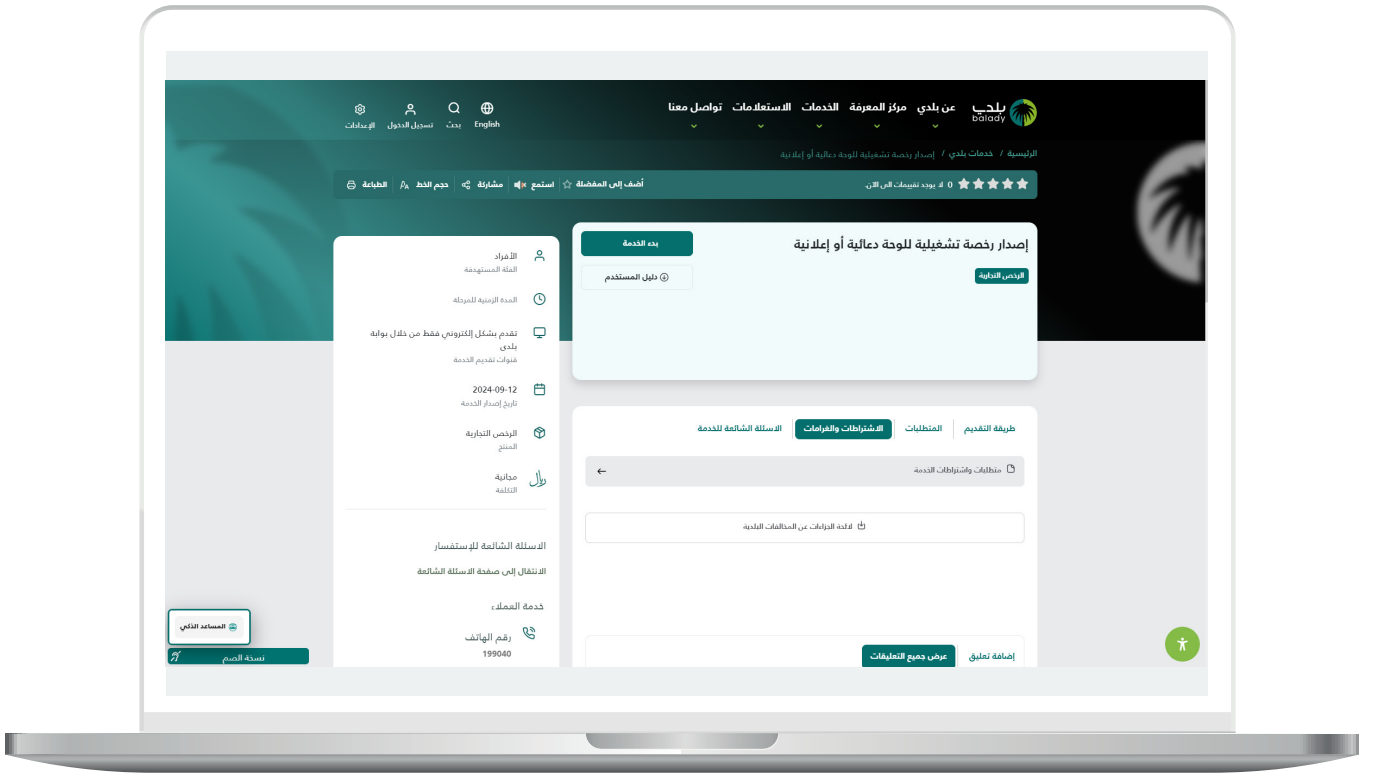 بلدي
balady
عن بلدي
مركز المعرفة
الخدمات
الاستعلامات
تواصل معنا
English
بحث
تسجيل الدخول
الإعدادات
الرئيسية / خدمات بلدي / إصدار رخصة تشغيلية للوحة دعائية أو إعلانية
0 لا يوجد تقييمات الى الآن.
أضف إلى المفضلة
استمع
مشاركة
حجم الخط
الطباعة
إصدار رخصة تشغيلية للوحة دعائية أو إعلانية
الرخص التجارية
بدء الخدمة
دليل المستخدم
الأفراد
الفئة المستهدفة
المدة الزمنية للمرحلة
تقدم بشكل إلكتروني فقط من خلال بوابة
بلدي
قنوات تقديم الخدمة
2024-09-12
تاريخ إصدار الخدمة
الرخص التجارية
المنتج
ريال
مجانية
التكلفة
طريقة التقديم
المتطلبات
الاشتراطات والغرامات
الاسئلة الشائعة للخدمة
متطلبات واشتراطات الخدمة
لائحة الجزاءات عن المخالفات البلدية
الاسئلة الشائعة للإستفسار
الانتقال إلى صفحة الاسئلة الشائعة
خدمة العملاء
رقم الهاتف
199040
إضافة تعليق
عرض جميع التعليقات
المساعد الذكي
نسخة الصم